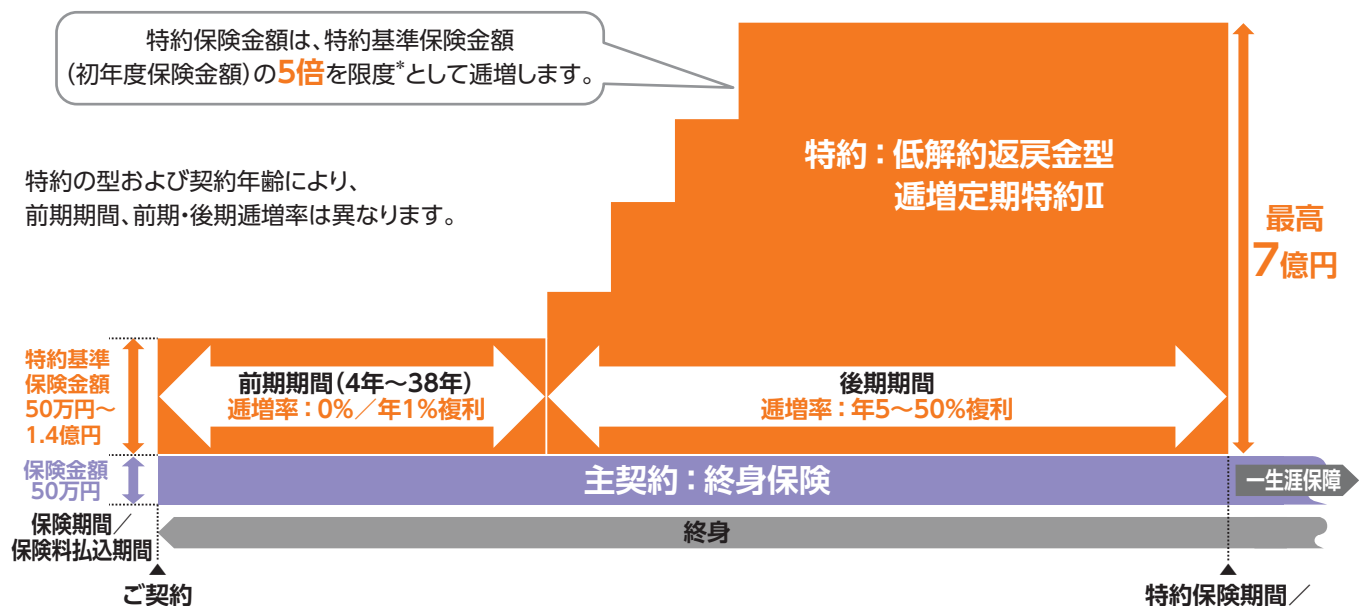 特約保険金額は、特約基準保険金額
(初年度保険金額)の5倍を限度*として逓増します。
特約の型および契約年齢により、
前期期間、前期・後期逓増率は異なります。
特約：低解約返戻金型
逓増定期特約Ⅱ
最高
7億円
特約基準
保険金額
50万円～
1.4億円
前期期間(4年～38年)
逓増率：0%／年1%複利
後期期間
逓増率：年5～50%複利
保険金額
50万円
主契約：終身保険
一生涯保障
保険期間／
保険料払込期間
終身
ご契約
特約保険期間／